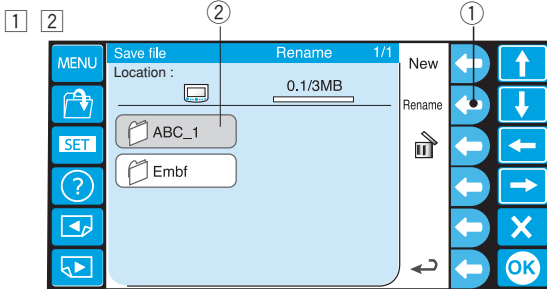 1 2
② ①
MENU Save file Rename 1/1 New
Location :
0.1/3MB
Rename
SET ABC_1
? Embf
OK